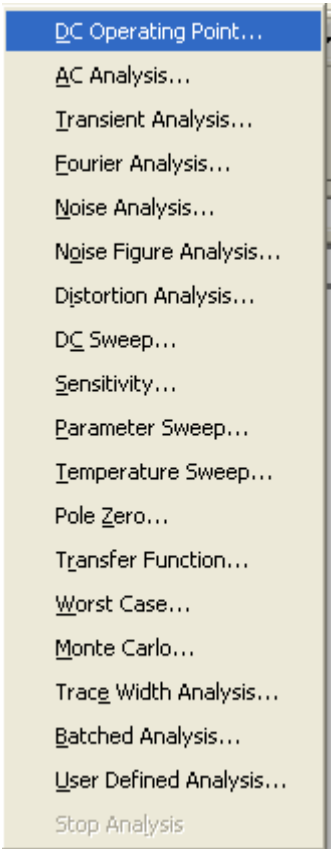 DC Operating Point...
AC Analysis...
Transient Analysis...
Fourier Analysis...
Noise Analysis...
Noise Figure Analysis...
Distortion Analysis...
DC Sweep...
Sensitivity...
Parameter Sweep...
Temperature Sweep...
Pole Zero...
Transfer Function...
Worst Case...
Monte Carlo...
Trace Width Analysis...
Batched Analysis...
User Defined Analysis...
Stop Analysis